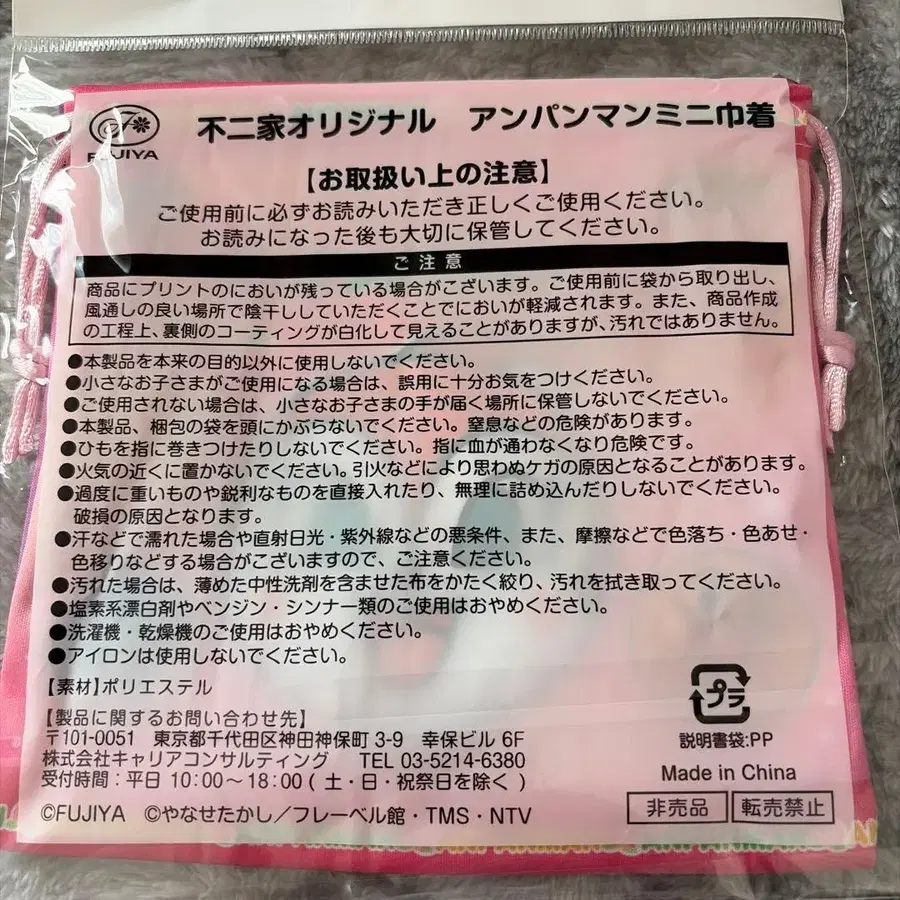 FUJIYA
不二家オリジナル アンパンマンミニ巾着
【お取扱い上の注意】
ご使用前に必ずお読みいただき正しくご使用ください。
お読みになった後も大切に保管してください。
ご注意
商品にプリントのにおいが残っている場合がございます。ご使用前に袋から取り出し、
風通しの良い場所で陰干ししていただくことでにおいが軽減されます。また、商品作成
の工程上、裏側のコーティングが白化して見えることがありますが、汚れではありません。
●本製品を本来の目的以外に使用しないでください。
●小さなお子さまがご使用になる場合は、誤用に十分お気をつけください。
●ご使用されない場合は、小さなお子さまの手が届く場所に保管しないでください。
●本製品、梱包の袋を頭にかぶらないでください。窒息などの危険があります。
●ひもを指に巻きつけたりしないでください。指に血が通わなくなり危険です。
●火気の近くに置かないでください。引火などにより思わぬケガの原因となることがあります。
●過度に重いものや鋭利なものを直接入れたり、無理に詰め込んだりしないでください。
破損の原因となります。
●汗などで濡れた場合や直射日光・紫外線などの悪条件、また、摩擦などで色落ち・色あせ・
色移りなどする場合がございますので、ご注意ください。
●汚れた場合は、薄めた中性洗剤を含ませた布をかたく絞り、汚れを拭き取ってください。
●塩素系漂白剤やベンジン・シンナー類のご使用はおやめください。
●洗濯機・乾燥機のご使用はおやめください。
●アイロンは使用しないでください。
【素材】ポリエステル
【製品に関するお問い合わせ先】
〒101-0051 東京都千代田区神田神保町 3-9 幸保ビル 6F
株式会社キャリアコンサルティング TEL 03-5214-6380
受付時間：平日 10:00～18:00 ( 土・日・祝祭日を除く )
©FUJIYA ©やなせたかし／フレーベル館・TMS・NTV
プラ
説明書袋:PP
Made in China
非売品 転売禁止